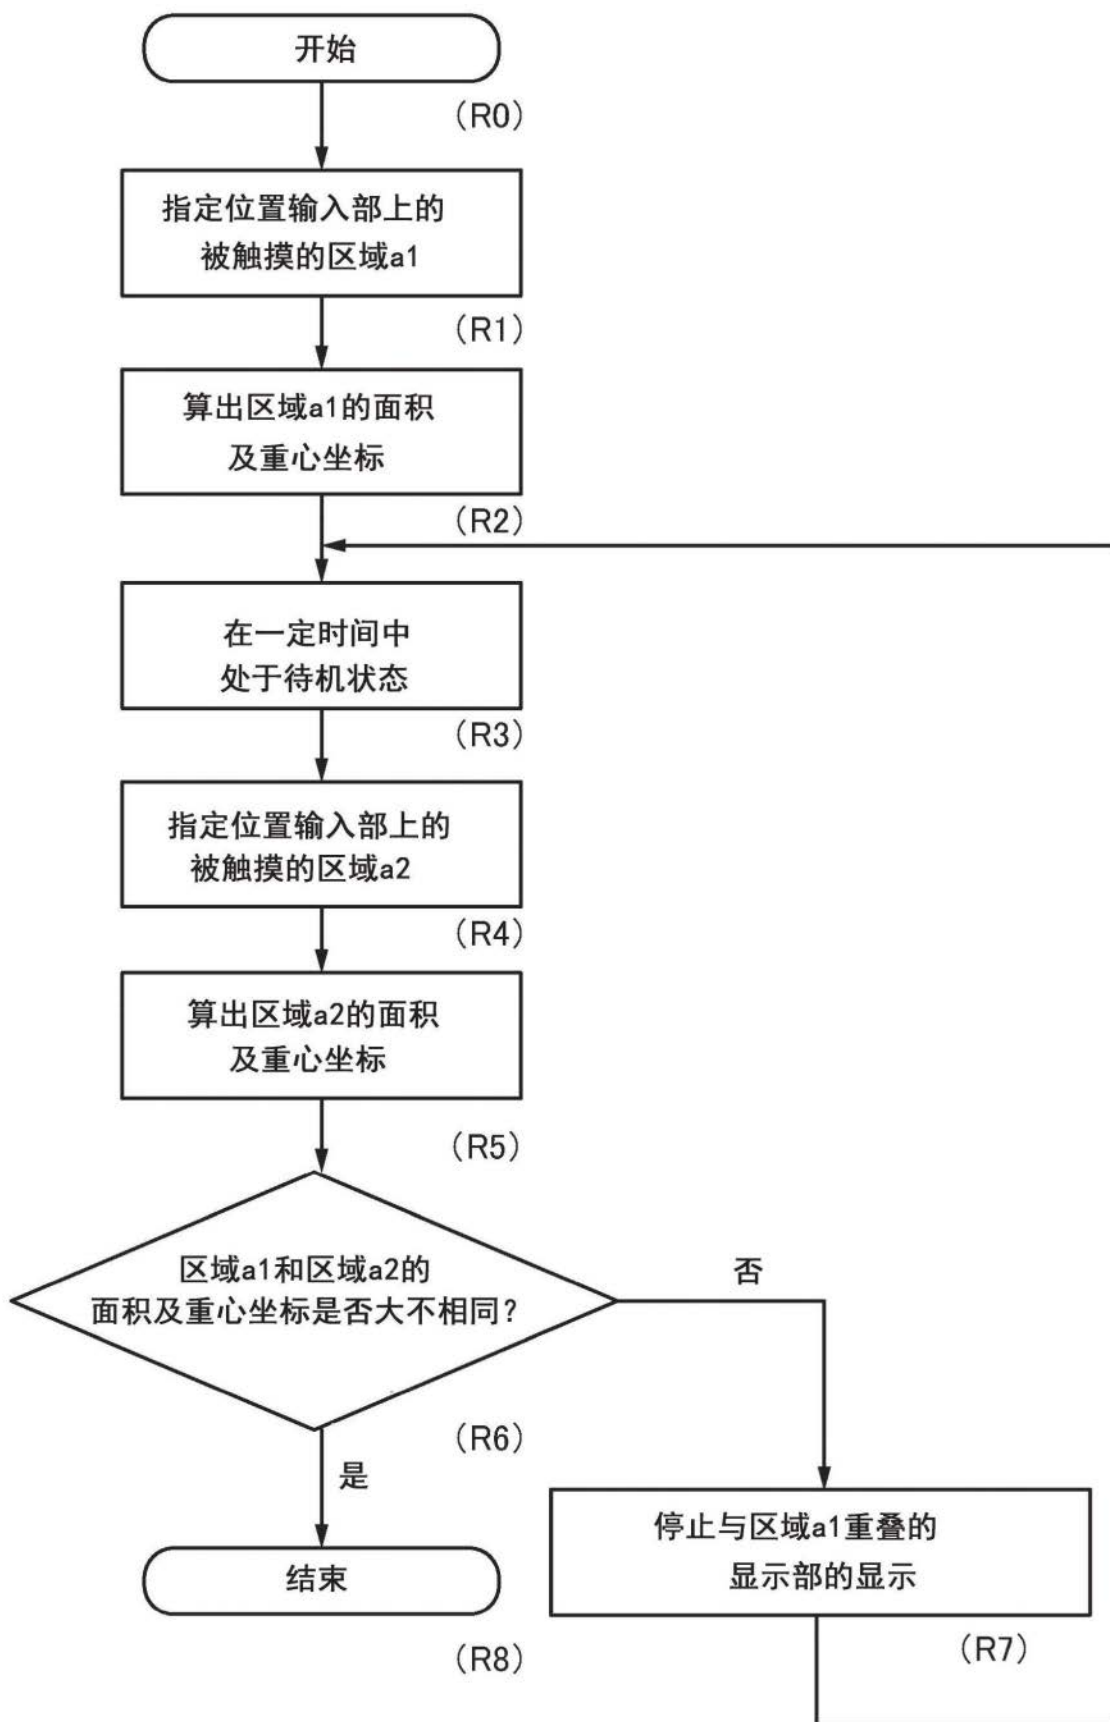 开始
(R0)
指定位置输入部上的
被触摸的区域a1
(R1)
算出区域a1的面积
及重心坐标
(R2)
在一定时间中
处于待机状态
(R3)
指定位置输入部上的
被触摸的区域a2
(R4)
算出区域a2的面积
及重心坐标
(R5)
区域a1和区域a2的
面积及重心坐标是否大不相同？
否
(R6)
是
停止与区域a1重叠的
显示部的显示
(R7)
结束
(R8)